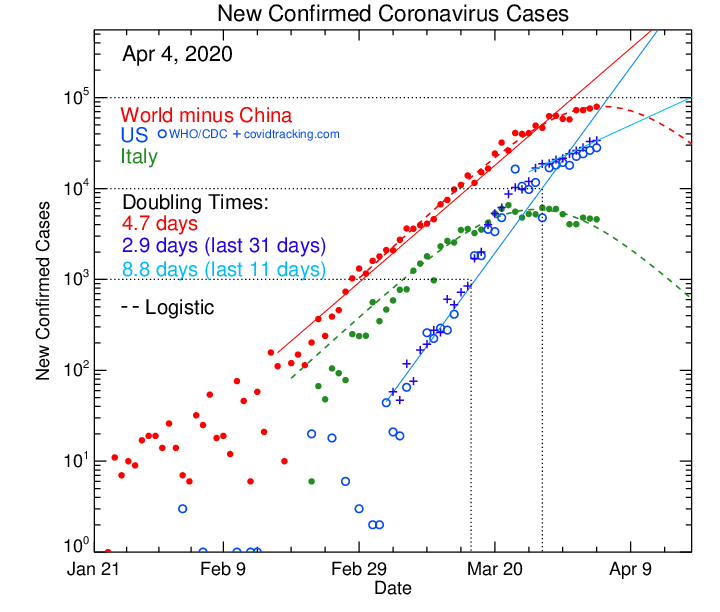 New Confirmed Coronavirus Cases
Apr 4, 2020
World minus China
US WHO/CDC + covidtracking.com
Italy
Doubling Times:
4.7 days
2.9 days (last 31 days)
8.8 days (last 11 days)
-- Logistic
New Confirmed Cases
10^5
10^4
10^3
10^2
10^1
10^0
Jan 21 Feb 9 Feb 29 Mar 20 Apr 9
Date